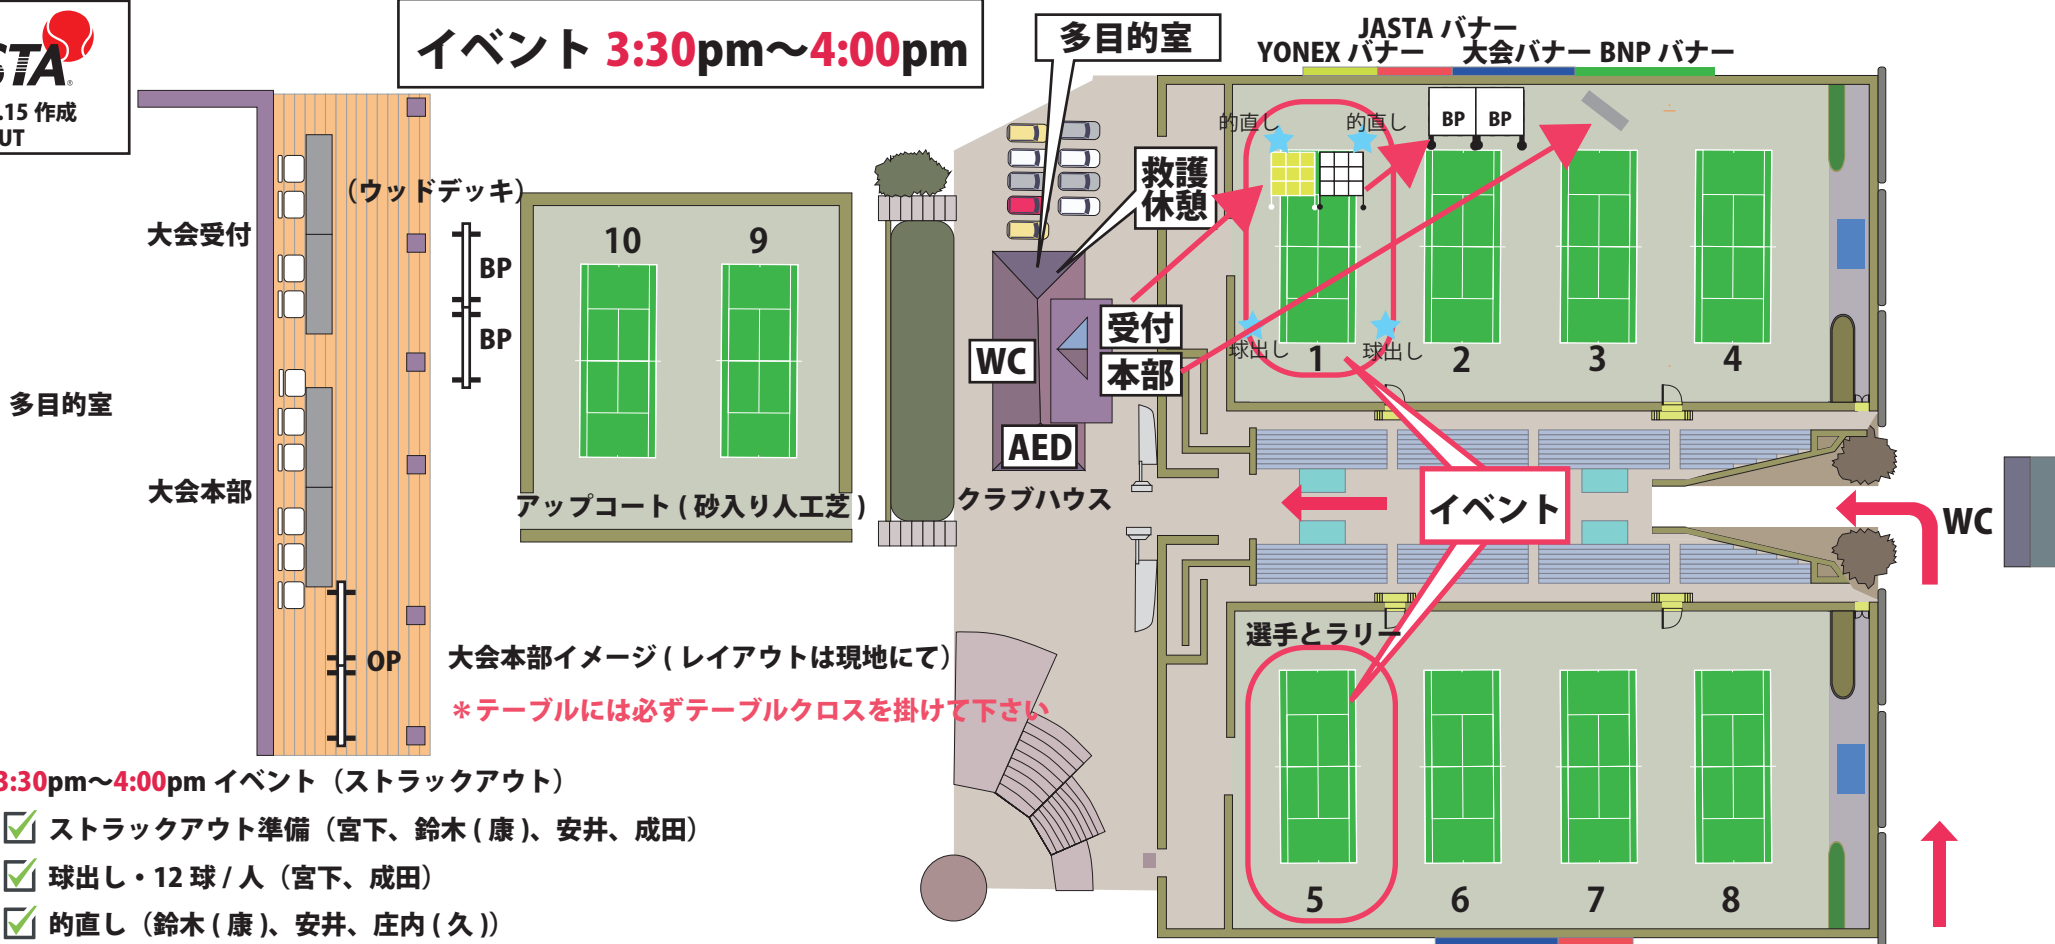 .15 作成
UT
イベント 3:30pm〜4:00pm
多目的室
JASTA バナー
YONEX バナー
大会バナー
BNP バナー
的直し
的直し
BP
BP
救護
休憩
(ウッドデッキ)
大会受付
BP
BP
10
9
受付
本部
WC
AED
クラブハウス
球出し
球出し
1
2
3
4
多目的室
大会本部
アップコート ( 砂入り人工芝 )
イベント
WC
OP
大会本部イメージ ( レイアウトは現地にて)
＊テーブルには必ずテーブルクロスを掛けて下さい
選手とラリー
5
6
7
8
3:30pm〜4:00pm イベント（ストラックアウト）
ストラックアウト準備（宮下、鈴木 ( 康 )、安井、成田）
球出し・12 球 / 人（宮下、成田）
的直し（鈴木 ( 康 )、安井、庄内 ( 久 )）